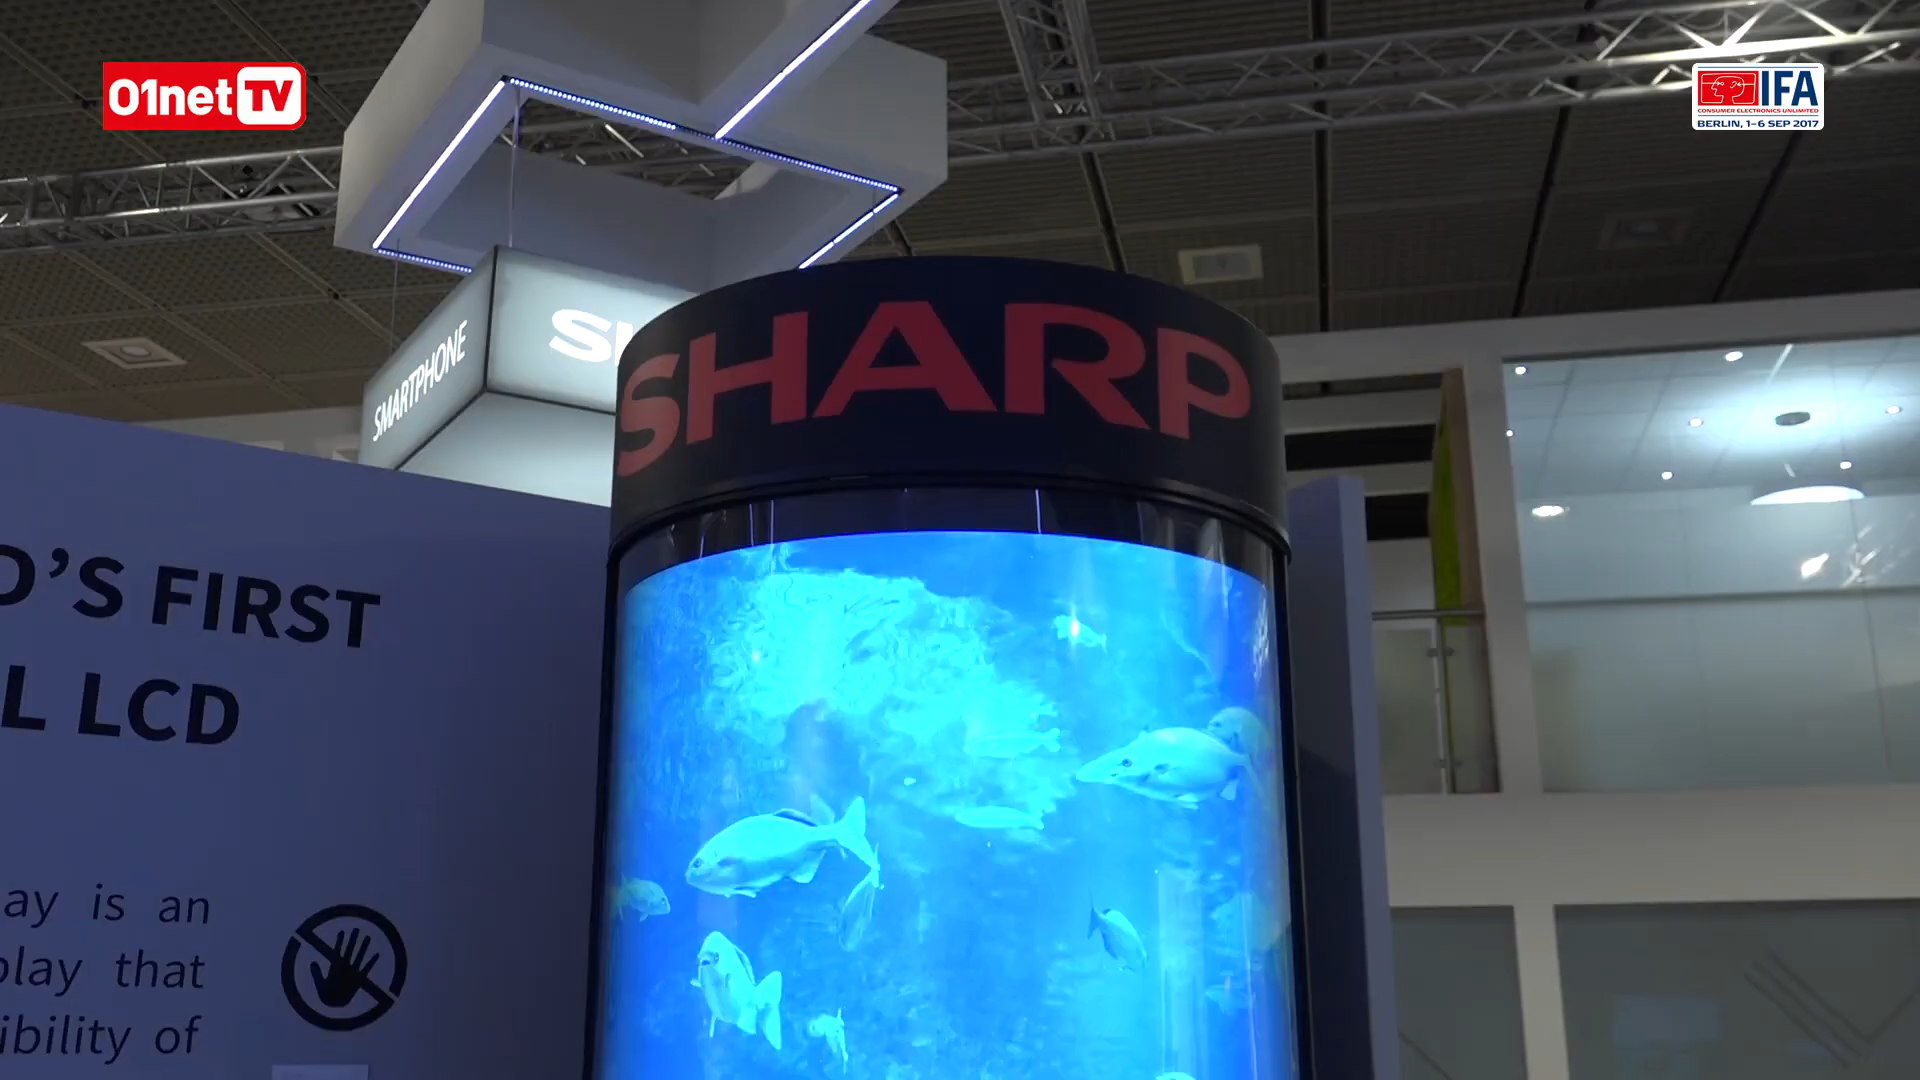 01netTV
IFA
CONSUMER ELECTRONICS UNLIMITED
BERLIN, 1-6 SEP 2017
SMARTPHONE
SHARP
D'S FIRST
L LCD
ay is an
play that
ibility of